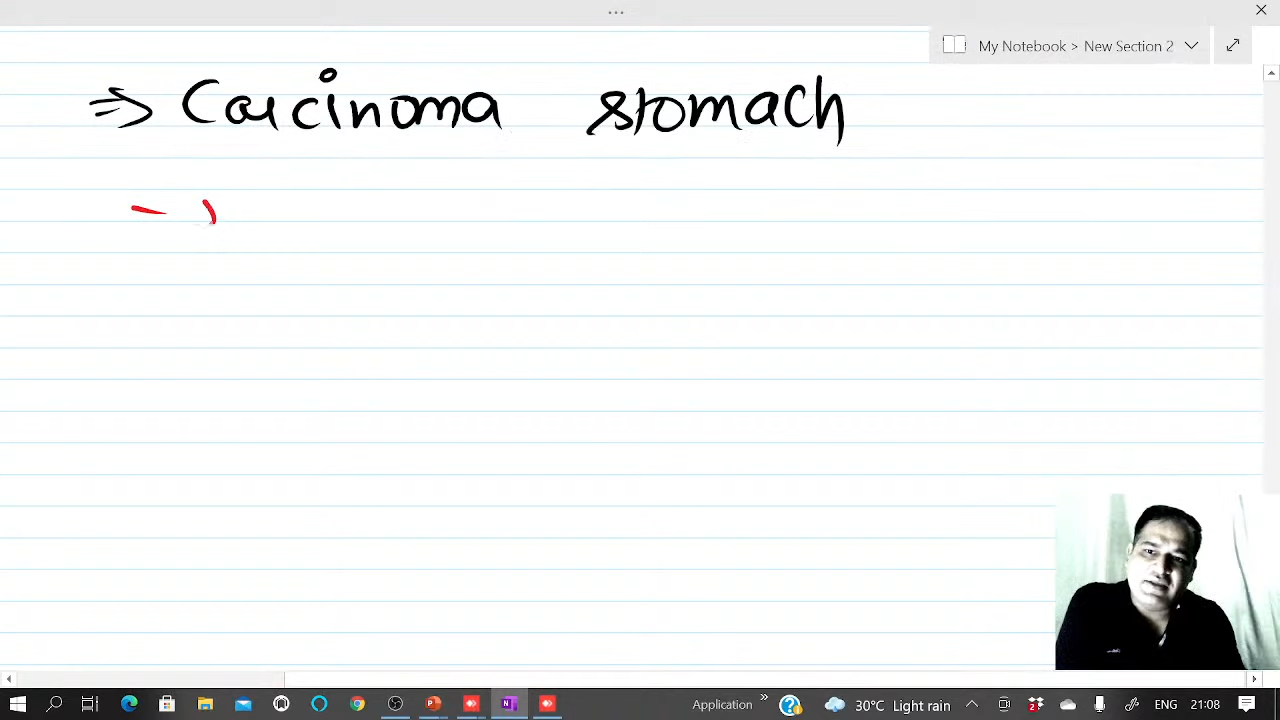 ...
My Notebook > New Section 2
⇒ Carcinoma stomach
-
Application
»
30°C Light rain
ENG
21:08